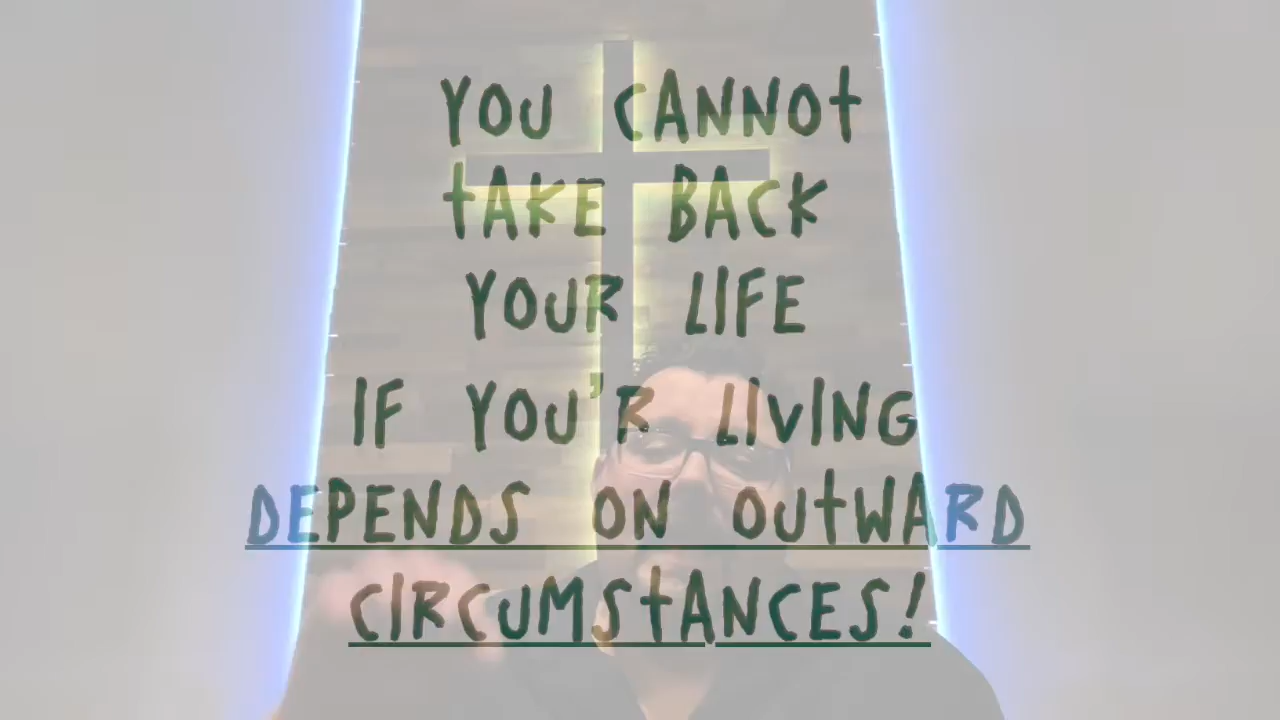 YOU CANNOT
TAKE BACK
YOUR LIFE
IF YOU'R LIVING
DEPENDS ON OUTWARD
CIRCUMSTANCES!